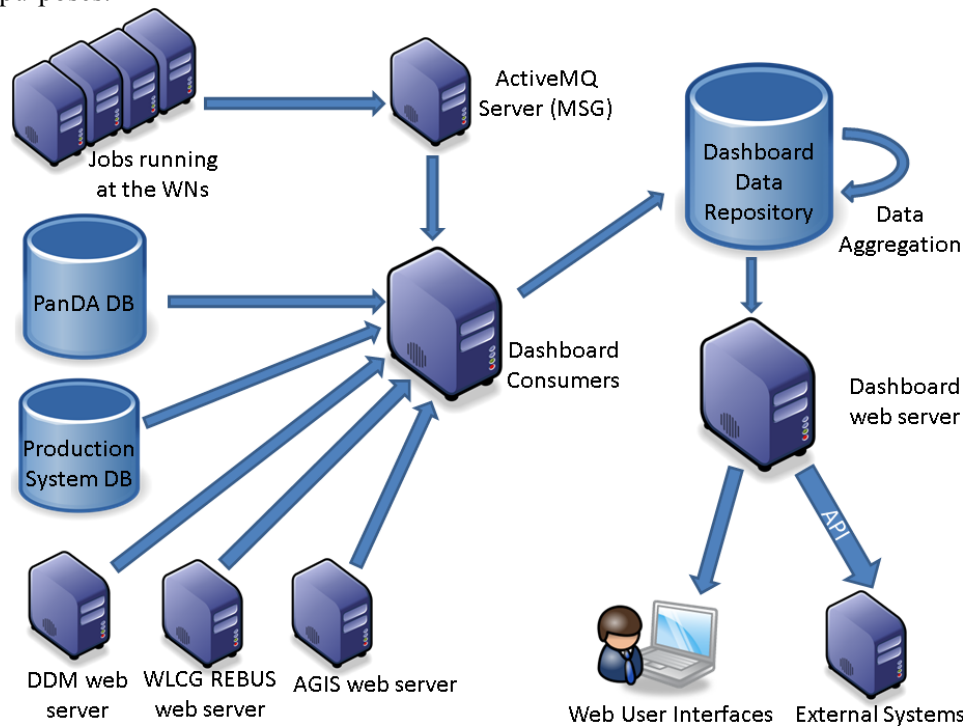 purposes.
Jobs running
at the WNs
ActiveMQ
Server (MSG)
Dashboard
Data
Repository
Data
Aggregation
PanDA DB
Dashboard
Consumers
Dashboard
web server
Production
System DB
API
DDM web
server
WLCG REBUS
web server
AGIS web server
Web User Interfaces
External Systems